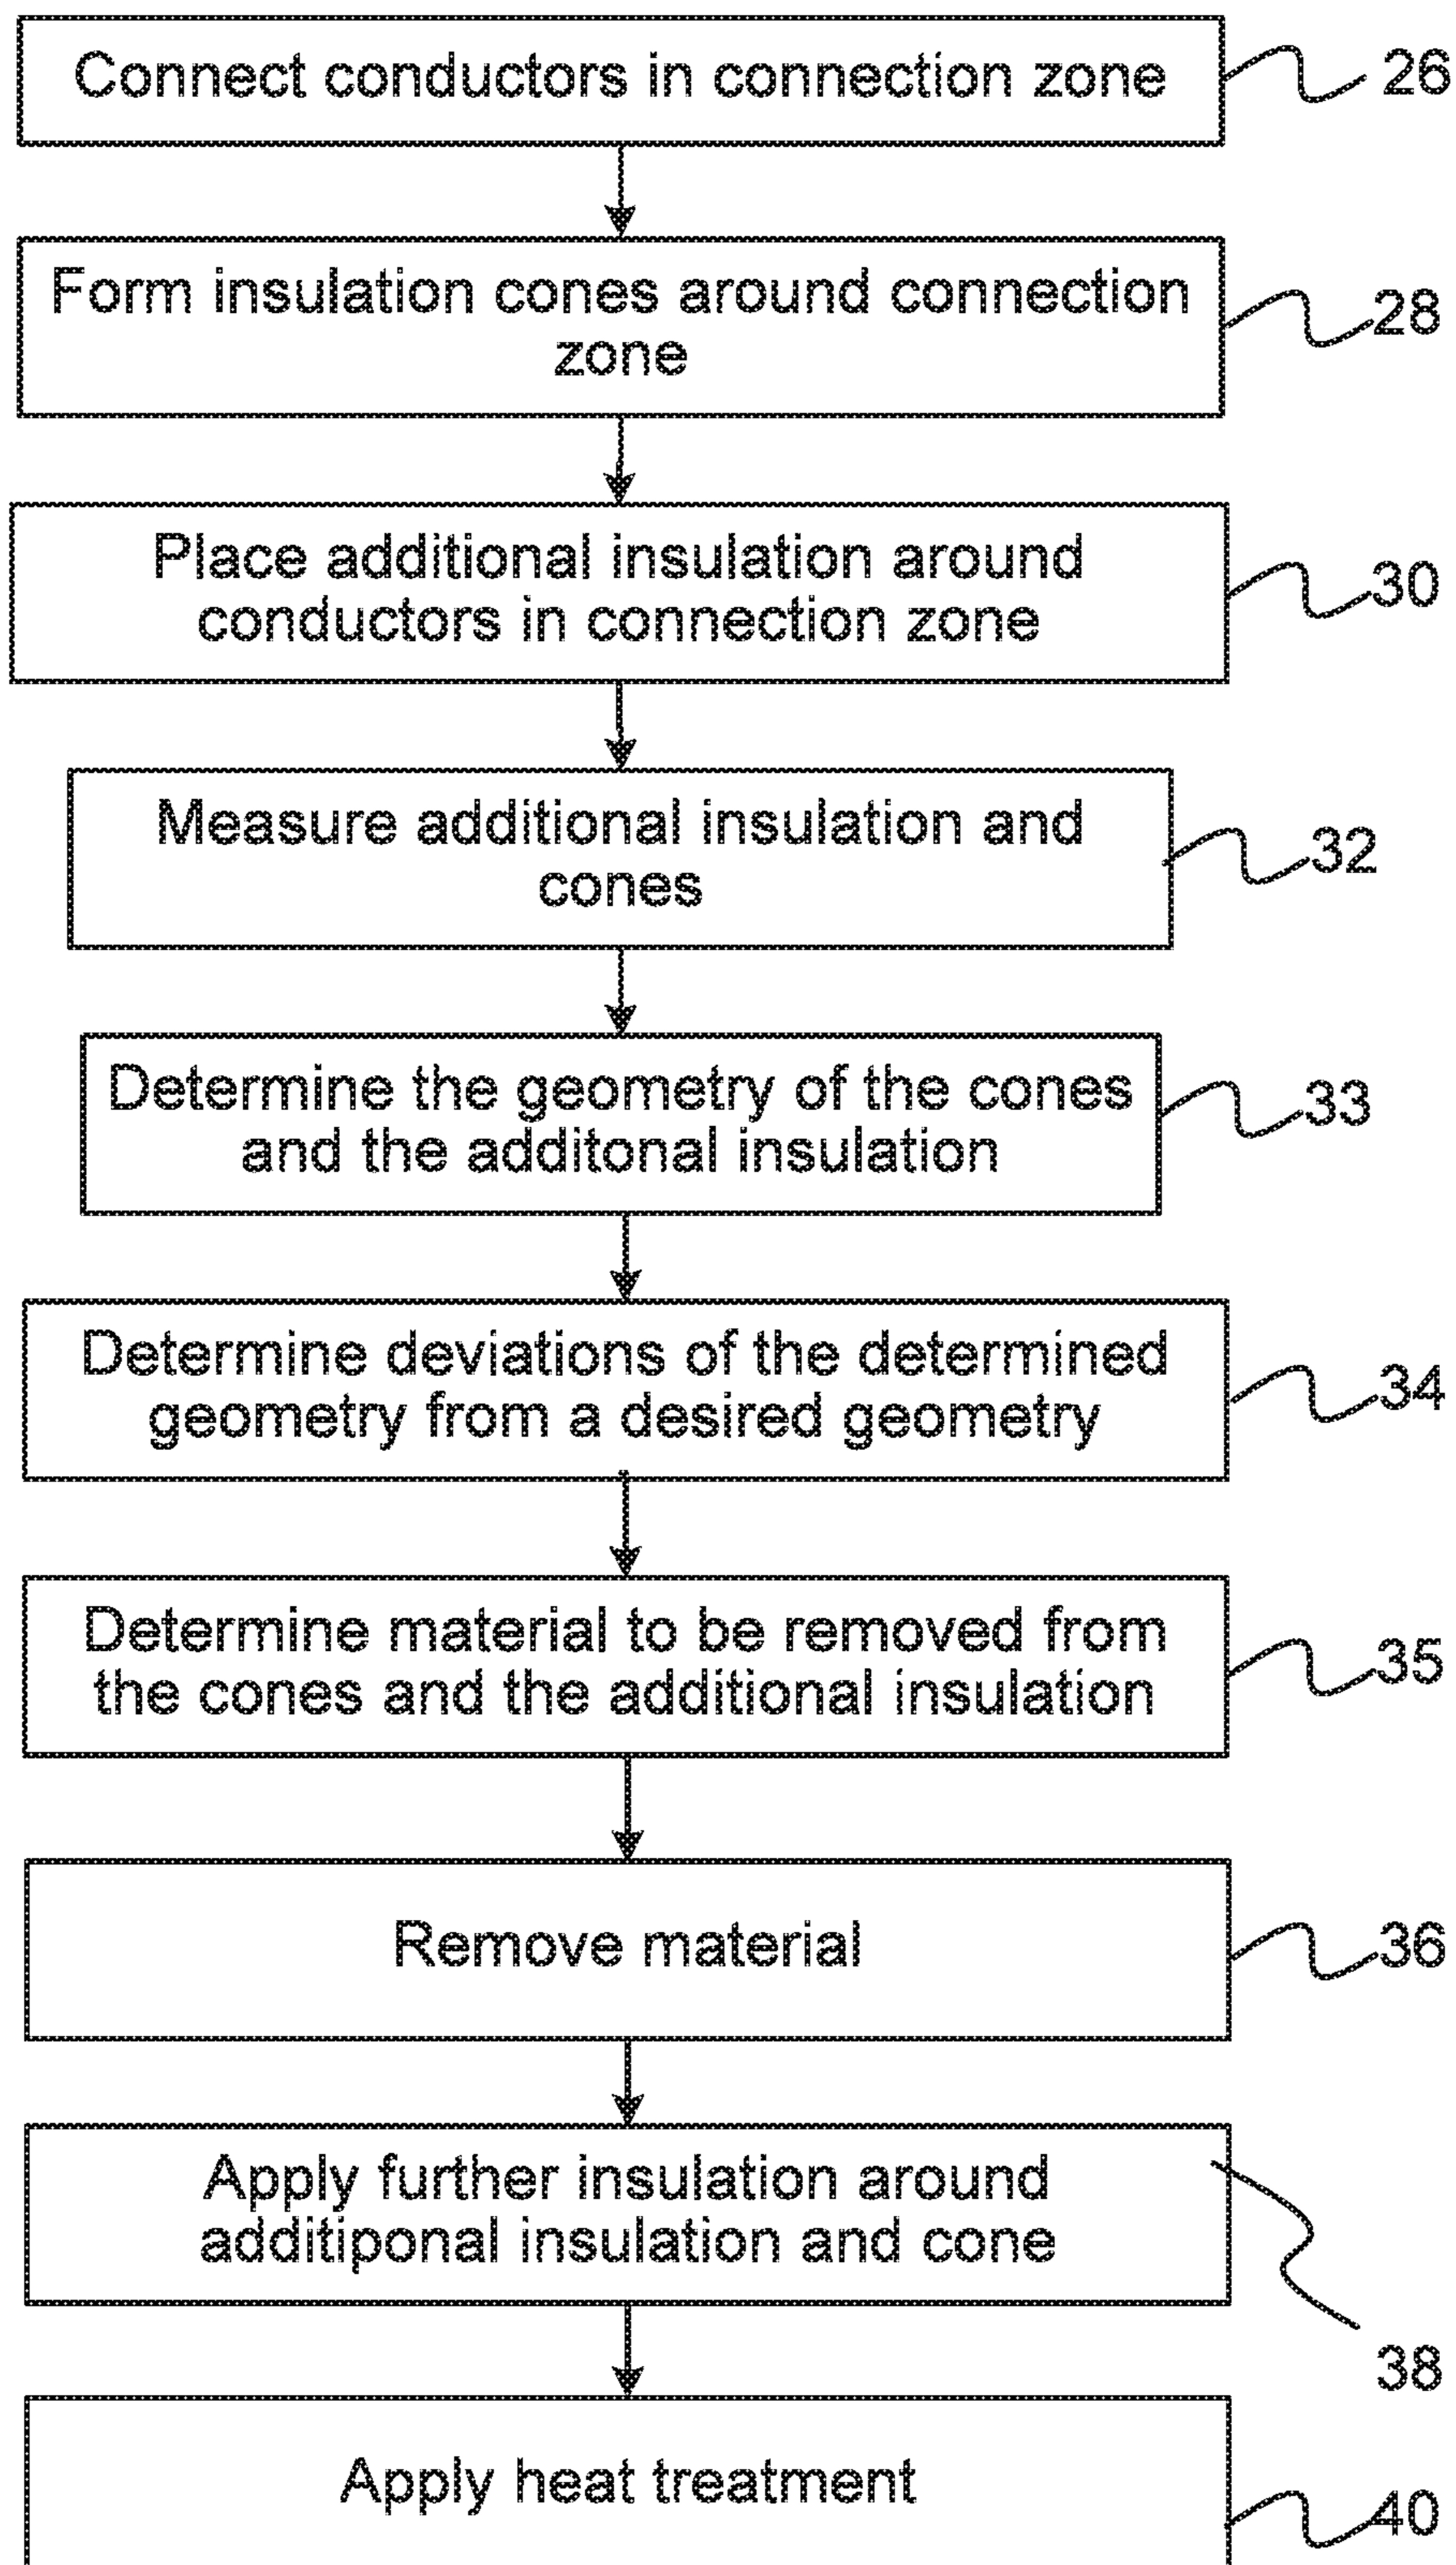 Connect conductors in connection zone
26
Form insulation cones around connection
zone
28
Place additional insulation around
conductors in connection zone
30
Measure additional insulation and
cones
32
Determine the geometry of the cones
and the additonal insulation
33
Determine deviations of the determined
geometry from a desired geometry
34
Determine material to be removed from
the cones and the additional insulation
35
Remove material
36
Apply further insulation around
additiponal insulation and cone
38
Apply heat treatment
40